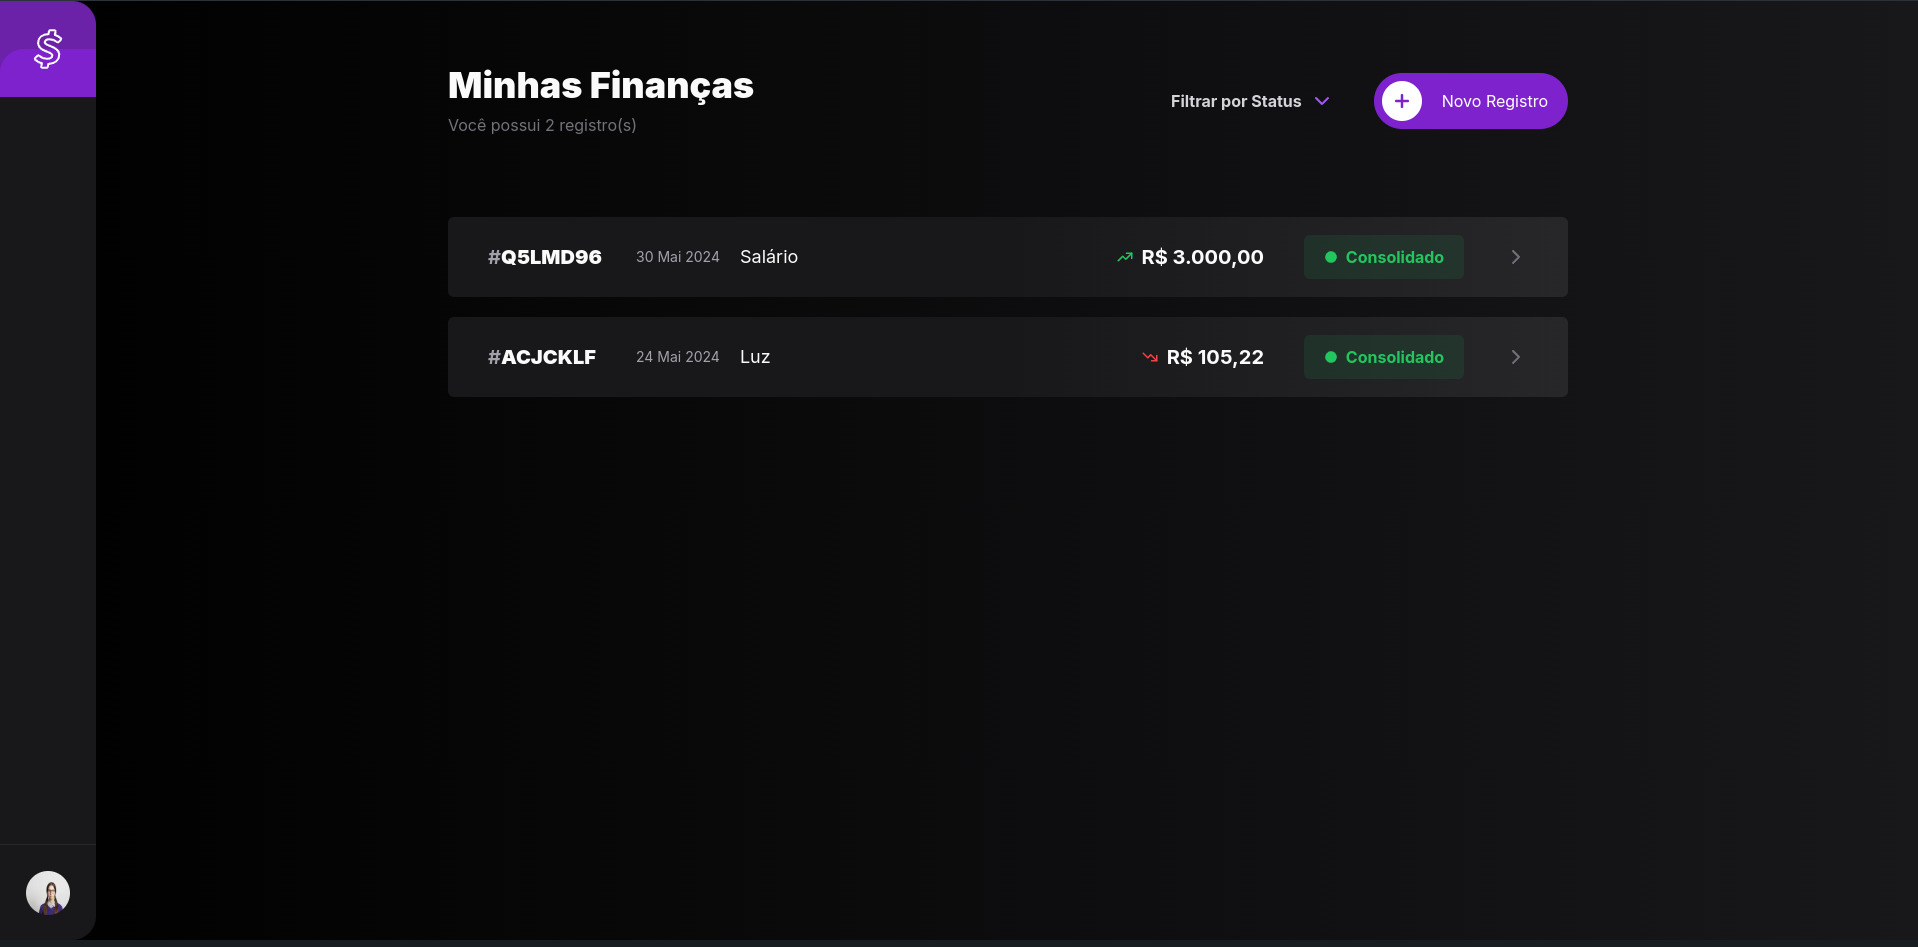 $
Minhas Finanças
Você possui 2 registro(s)
Filtrar por Status
+ Novo Registro
#Q5LMD96 30 Mai 2024 Salário R$ 3.000,00 Consolidado
#ACJCKLF 24 Mai 2024 Luz R$ 105,22 Consolidado